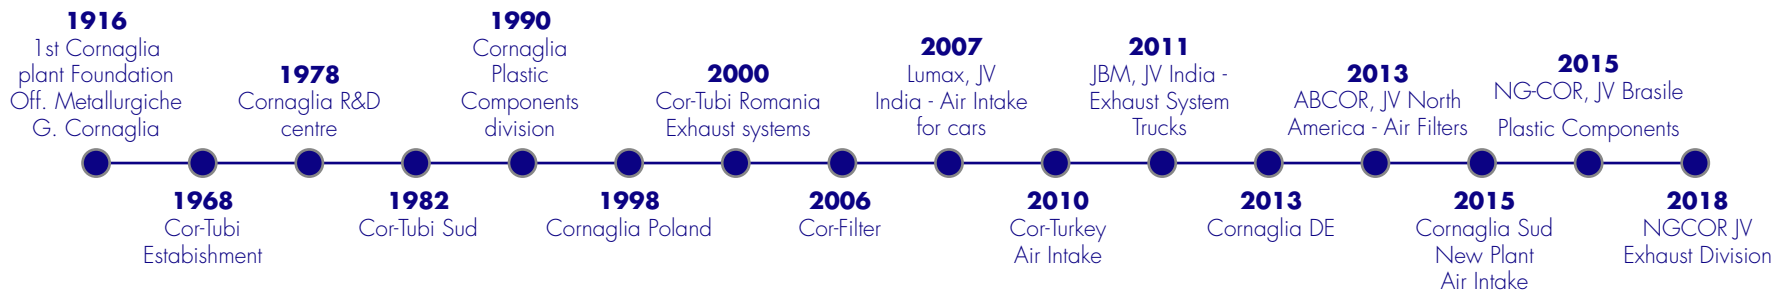 1916
1st Cornaglia
plant Foundation
Off. Metallurgiche
G. Cornaglia
1968
Cor-Tubi
Estabishment
1978
Cornaglia R&D
centre
1982
Cor-Tubi Sud
1990
Cornaglia
Plastic
Components
division
1998
Cornaglia Poland
2000
Cor-Tubi Romania
Exhaust systems
2006
Cor-Filter
2007
Lumax, JV
India - Air Intake
for cars
2010
Cor-Turkey
Air Intake
2011
JBM, JV India -
Exhaust System
Trucks
2013
Cornaglia DE
2013
ABCOR, JV North
America - Air Filters
2015
Cornaglia Sud
New Plant
Air Intake
2015
NG-COR, JV Brasile
Plastic Components
2018
NGCOR JV
Exhaust Division